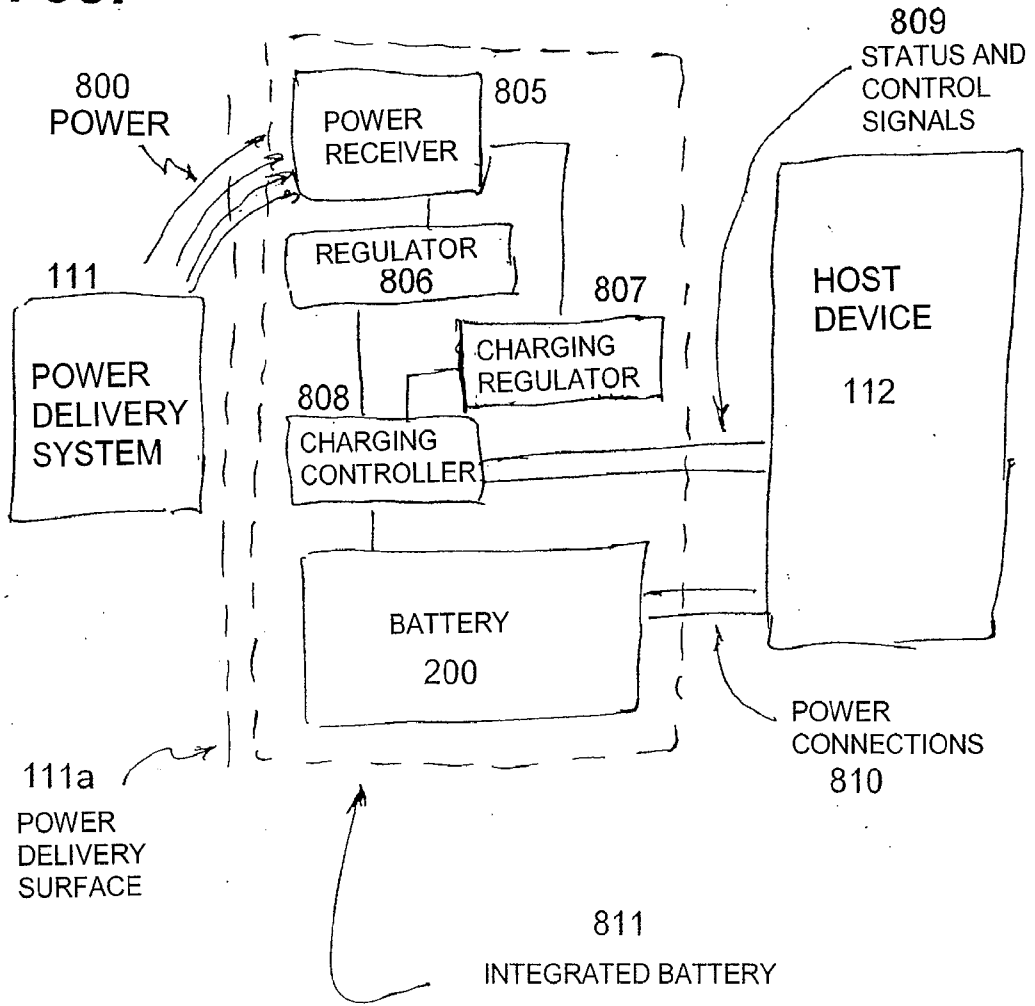 809
STATUS AND
CONTROL
SIGNALS
800
POWER
805
POWER
RECEIVER
REGULATOR
806
111
POWER
DELIVERY
SYSTEM
807
CHARGING
REGULATOR
HOST
DEVICE
112
808
CHARGING
CONTROLLER
BATTERY
200
111a
POWER
DELIVERY
SURFACE
POWER
CONNECTIONS
810
811
INTEGRATED BATTERY